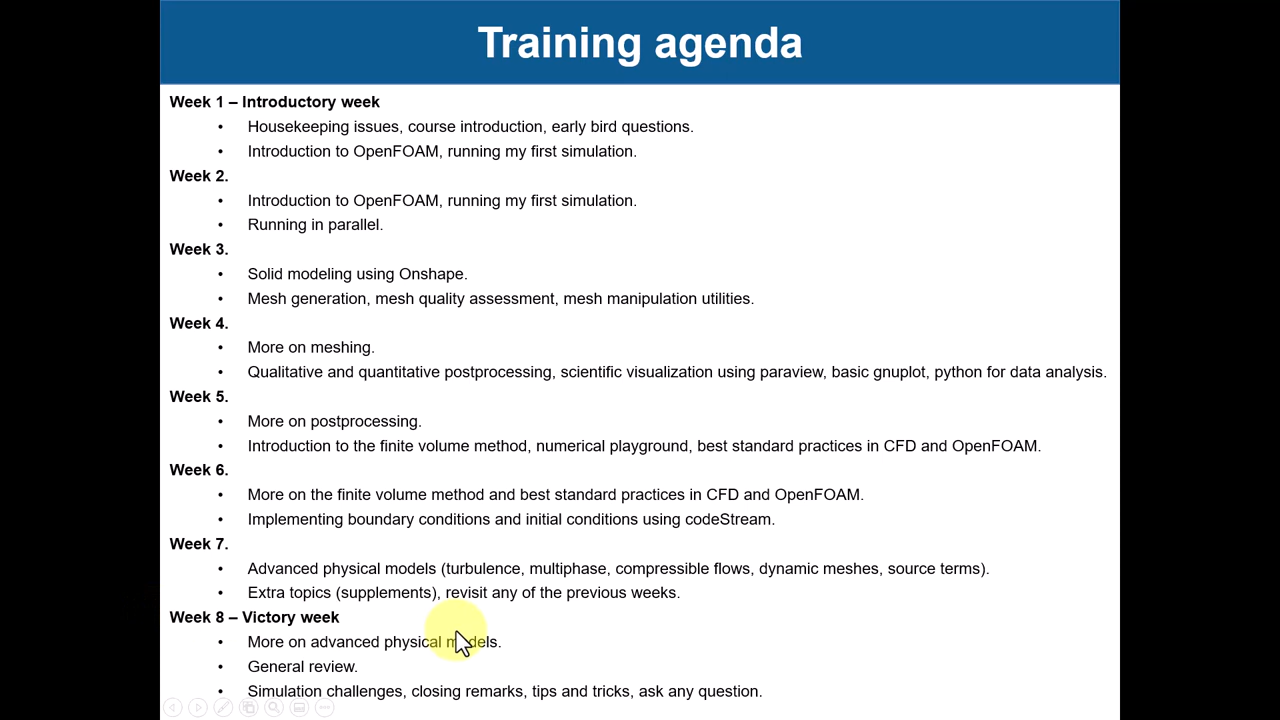 Training agenda
Week 1 – Introductory week
• Housekeeping issues, course introduction, early bird questions.
• Introduction to OpenFOAM, running my first simulation.
Week 2.
• Introduction to OpenFOAM, running my first simulation.
• Running in parallel.
Week 3.
• Solid modeling using Onshape.
• Mesh generation, mesh quality assessment, mesh manipulation utilities.
Week 4.
• More on meshing.
• Qualitative and quantitative postprocessing, scientific visualization using paraview, basic gnuplot, python for data analysis.
Week 5.
• More on postprocessing.
• Introduction to the finite volume method, numerical playground, best standard practices in CFD and OpenFOAM.
Week 6.
• More on the finite volume method and best standard practices in CFD and OpenFOAM.
• Implementing boundary conditions and initial conditions using codeStream.
Week 7.
• Advanced physical models (turbulence, multiphase, compressible flows, dynamic meshes, source terms).
• Extra topics (supplements), revisit any of the previous weeks.
Week 8 – Victory week
• More on advanced physical models.
• General review.
• Simulation challenges, closing remarks, tips and tricks, ask any question.